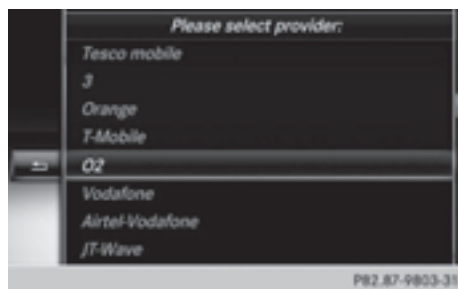 Please select provider:
Tesco mobile
3
Orange
T-Mobile
O2
Vodafone
Airtel-Vodafone
JT-Wave
P82.87-9803-31